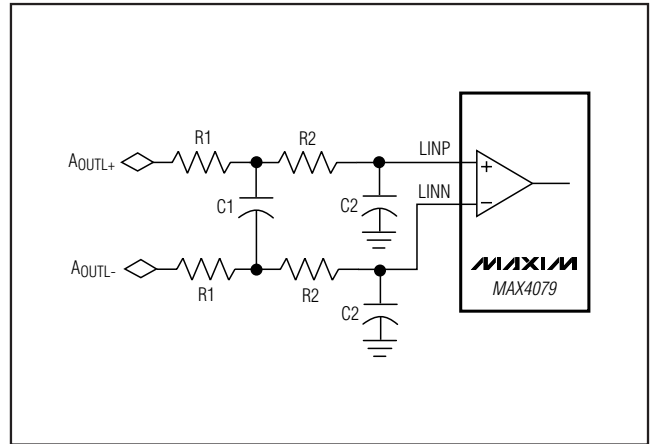 R1
R2
LINP
AOUTL+
+
C1
C2
LINN
−
AOUTL-
R1
R2
C2
MAXIM
MAX4079